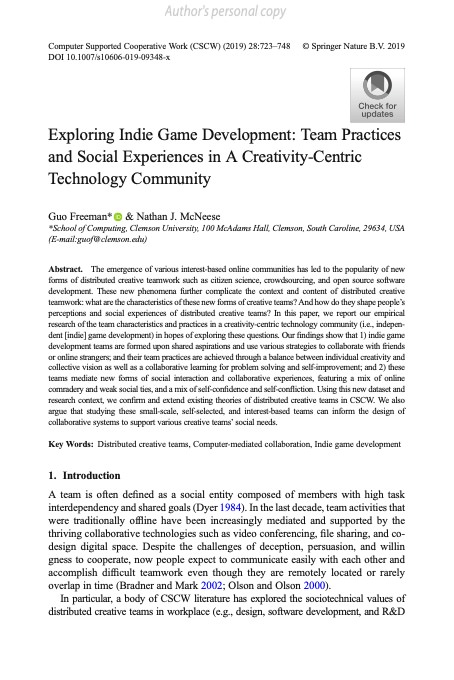 Author's personal copy
Computer Supported Cooperative Work (CSCW) (2019) 28:723–748 © Springer Nature B.V. 2019
DOI 10.1007/s10606-019-09348-x
Check for
updates
Exploring Indie Game Development: Team Practices
and Social Experiences in A Creativity-Centric
Technology Community
Guo Freeman* & Nathan J. McNeese
*School of Computing, Clemson University, 100 McAdams Hall, Clemson, South Carolina, 29634, USA
(E-mail:guof@clemson.edu)
Abstract. The emergence of various interest-based online communities has led to the popularity of new
forms of distributed creative teamwork such as citizen science, crowdsourcing, and open source software
development. These new phenomena further complicate the context and content of distributed creative
teamwork: what are the characteristics of these new forms of creative teams? And how do they shape people's
perceptions and social experiences of distributed creative teams? In this paper, we report our empirical
research of the team characteristics and practices in a creativity-centric technology community (i.e., indepen-
dent [indie] game development) in hopes of exploring these questions. Our findings show that 1) indie game
development teams are formed upon shared aspirations and use various strategies to collaborate with friends
or online strangers; and their team practices are achieved through a balance between individual creativity and
collective vision as well as a collaborative learning for problem solving and self-improvement; and 2) these
teams mediate new forms of social interaction and collaborative experiences, featuring a mix of online
comradery and weak social ties, and a mix of self-confidence and self-confliction. Using this new dataset and
research context, we confirm and extend existing theories of distributed creative teams in CSCW. We also
argue that studying these small-scale, self-selected, and interest-based teams can inform the design of
collaborative systems to support various creative teams' social needs.
Key Words: Distributed creative teams, Computer-mediated collaboration, Indie game development
1. Introduction
A team is often defined as a social entity composed of members with high task
interdependency and shared goals (Dyer 1984). In the last decade, team activities that
were traditionally offline have been increasingly mediated and supported by the
thriving collaborative technologies such as video conferencing, file sharing, and co-
design digital space. Despite the challenges of deception, persuasion, and willin
gness to cooperate, now people expect to communicate easily with each other and
accomplish difficult teamwork even though they are remotely located or rarely
overlap in time (Bradner and Mark 2002; Olson and Olson 2000).
In particular, a body of CSCW literature has explored the sociotechnical values of
distributed creative teams in workplace (e.g., design, software development, and R&D